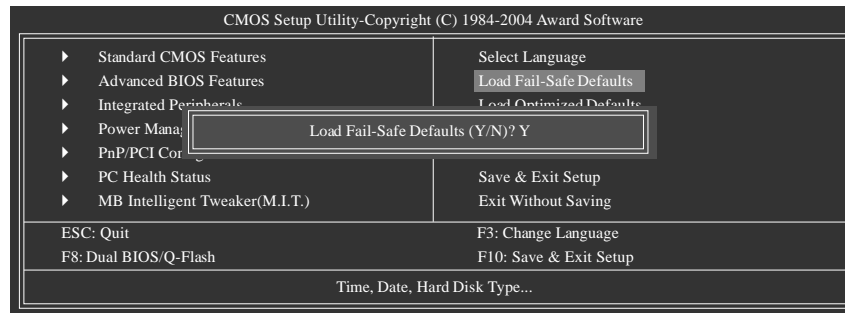 CMOS Setup Utility-Copyright (C) 1984-2004 Award Software
Standard CMOS Features
Advanced BIOS Features
Integrated Peripherals
Power
PnP/PCI
PC Health Status
MB Intelligent Tweaker(M.I.T.)
Select Language
Load Fail-Safe Defaults
Load Optimized Defaults
Save & Exit Setup
Exit Without Saving
Load Fail-Safe Defaults (Y/N)? Y
ESC: Quit
F3: Change Language
F8: Dual BIOS/Q-Flash
F10: Save & Exit Setup
Time, Date, Hard Disk Type...